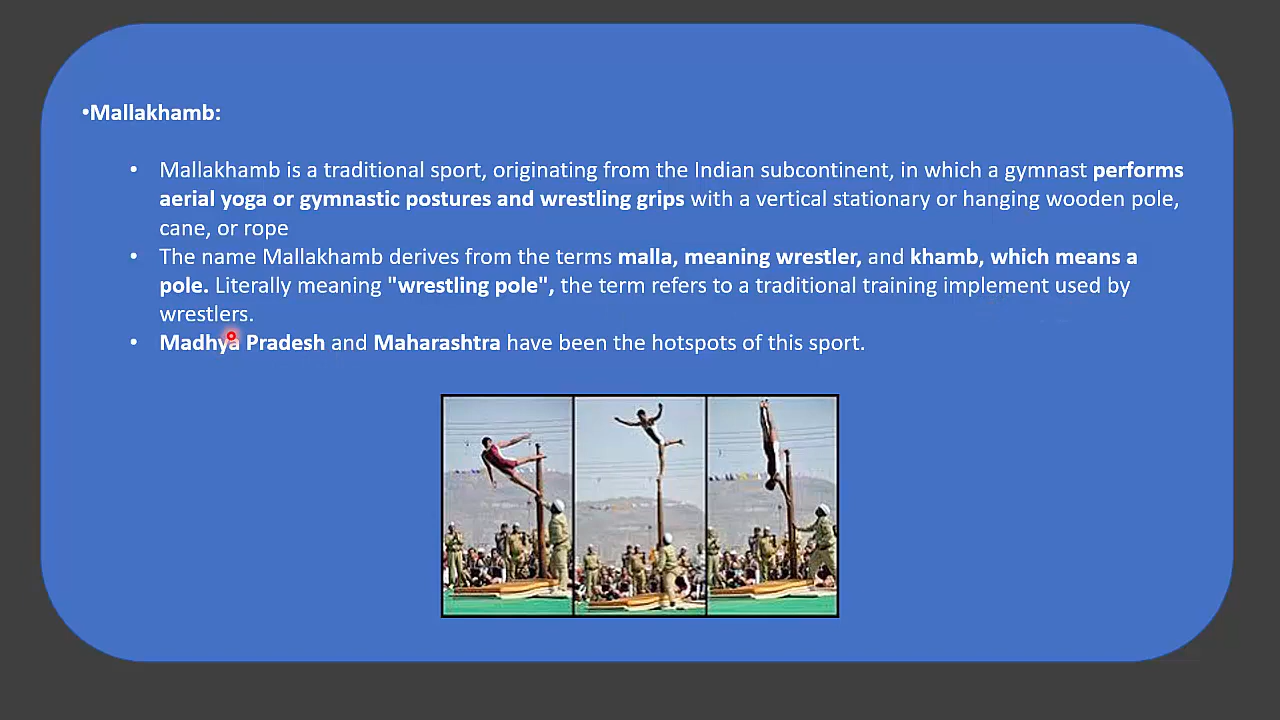 •Mallakhamb:
• Mallakhamb is a traditional sport, originating from the Indian subcontinent, in which a gymnast performs
aerial yoga or gymnastic postures and wrestling grips with a vertical stationary or hanging wooden pole,
cane, or rope
• The name Mallakhamb derives from the terms malla, meaning wrestler, and khamb, which means a
pole. Literally meaning "wrestling pole", the term refers to a traditional training implement used by
wrestlers.
• Madhya Pradesh and Maharashtra have been the hotspots of this sport.